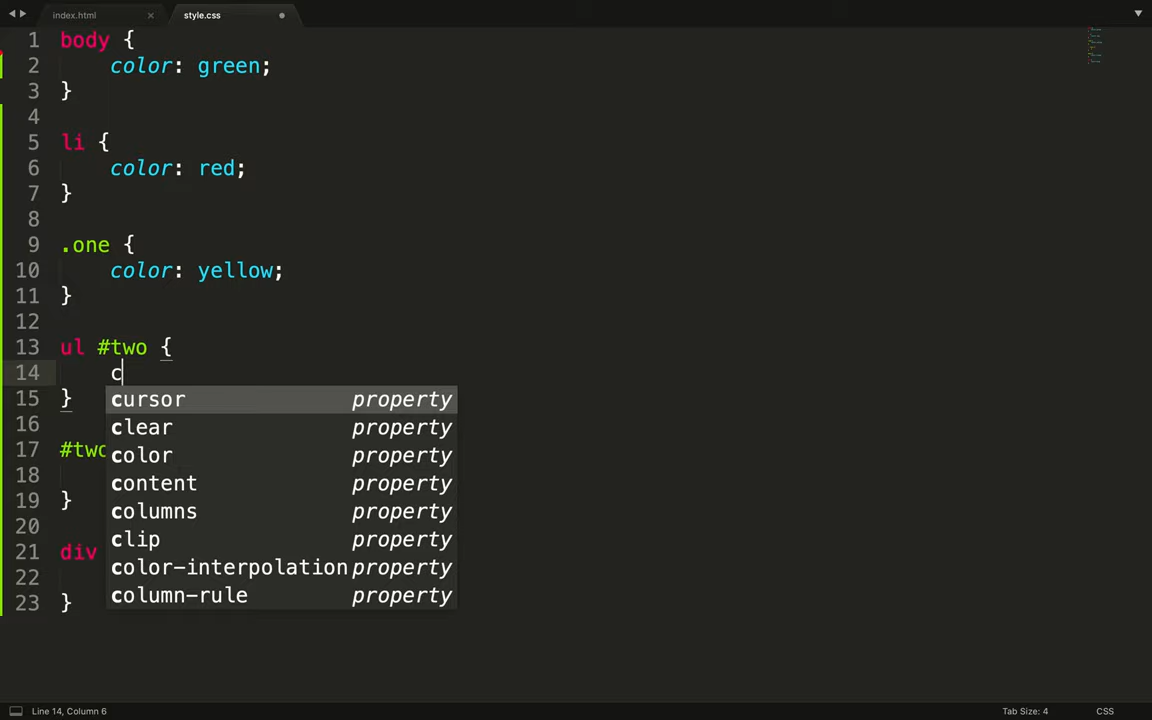 index.html × style.css
1 body {
2 color: green;
3 }
4
5 li {
6 color: red;
7 }
8
9 .one {
10 color: yellow;
11 }
12
13 ul #two {
14 c
15 } cursor property
16 clear property
17 #two color property
18 content property
19 } columns property
20 clip property
21 div color-interpolation property
22 column-rule property
23 }
Line 14, Column 6 Tab Size: 4 CSS